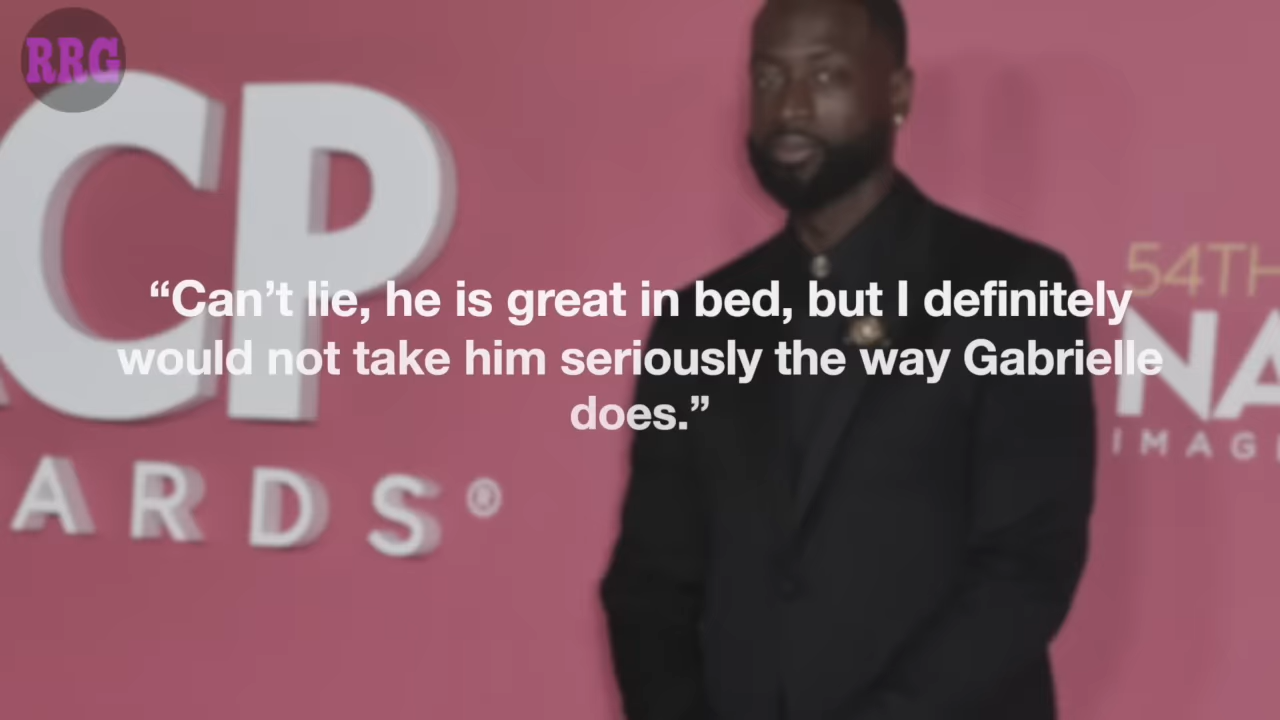 RRG
CP
ARDS®
“Can’t lie, he is great in bed, but I definitely
would not take him seriously the way Gabrielle
does.”
54TH
NA
IMAG